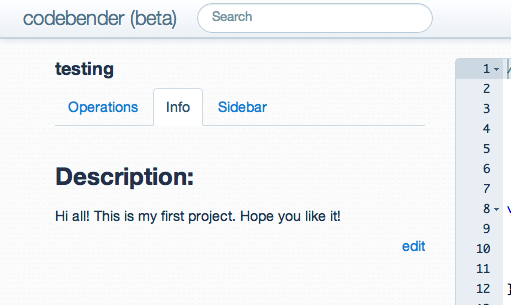 codebender (beta)
Search
testing
Operations
Info
Sidebar
Description:
Hi all! This is my first project. Hope you like it!
edit
1
/
2
3
4
5
6
7
8
9
10
11
12
}